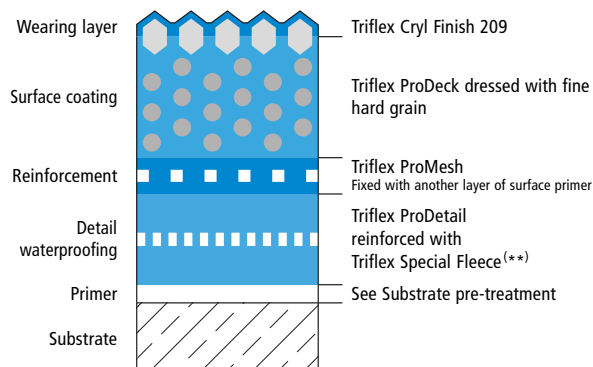 Wearing layer
Triflex Cryl Finish 209
Surface coating
Triflex ProDeck dressed with fine
hard grain
Reinforcement
Triflex ProMesh
Fixed with another layer of surface primer
Detail
waterproofing
Triflex ProDetail
reinforced with
Triflex Special Fleece(**)
Primer
See Substrate pre-treatment
Substrate